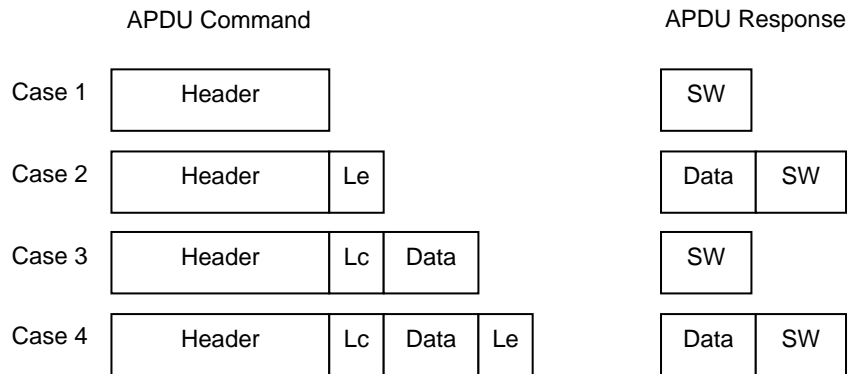 APDU Command APDU Response
Case 1 Header SW
Case 2 Header Le Data SW
Case 3 Header Lc Data SW
Case 4 Header Lc Data Le Data SW